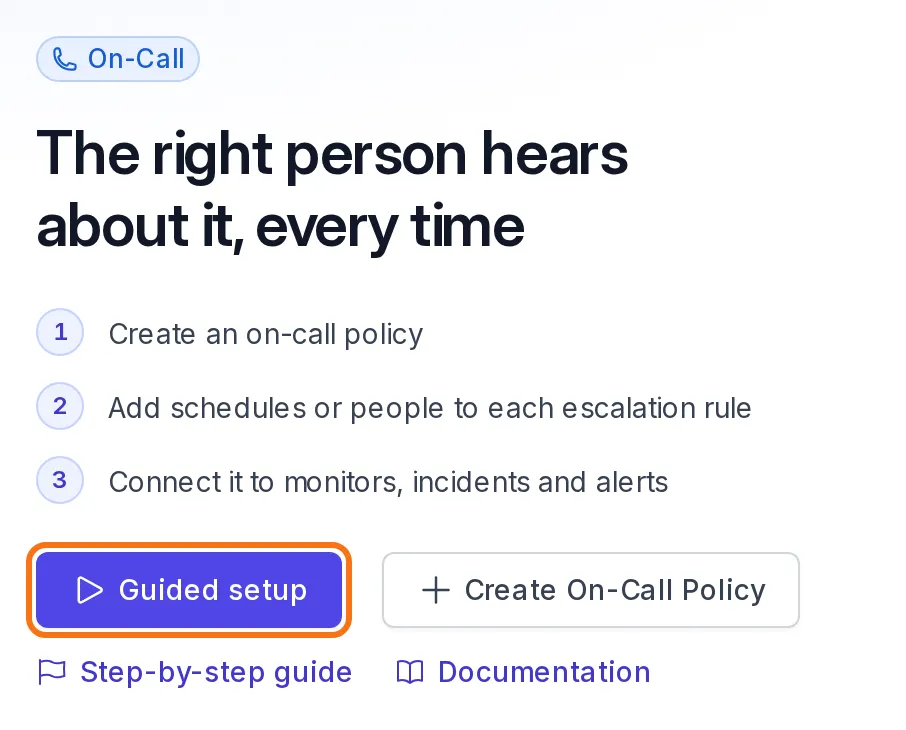 On-Call
The right person hears
about it, every time
1 Create an on-call policy
2 Add schedules or people to each escalation rule
3 Connect it to monitors, incidents and alerts
Guided setup Create On-Call Policy
Step-by-step guide Documentation